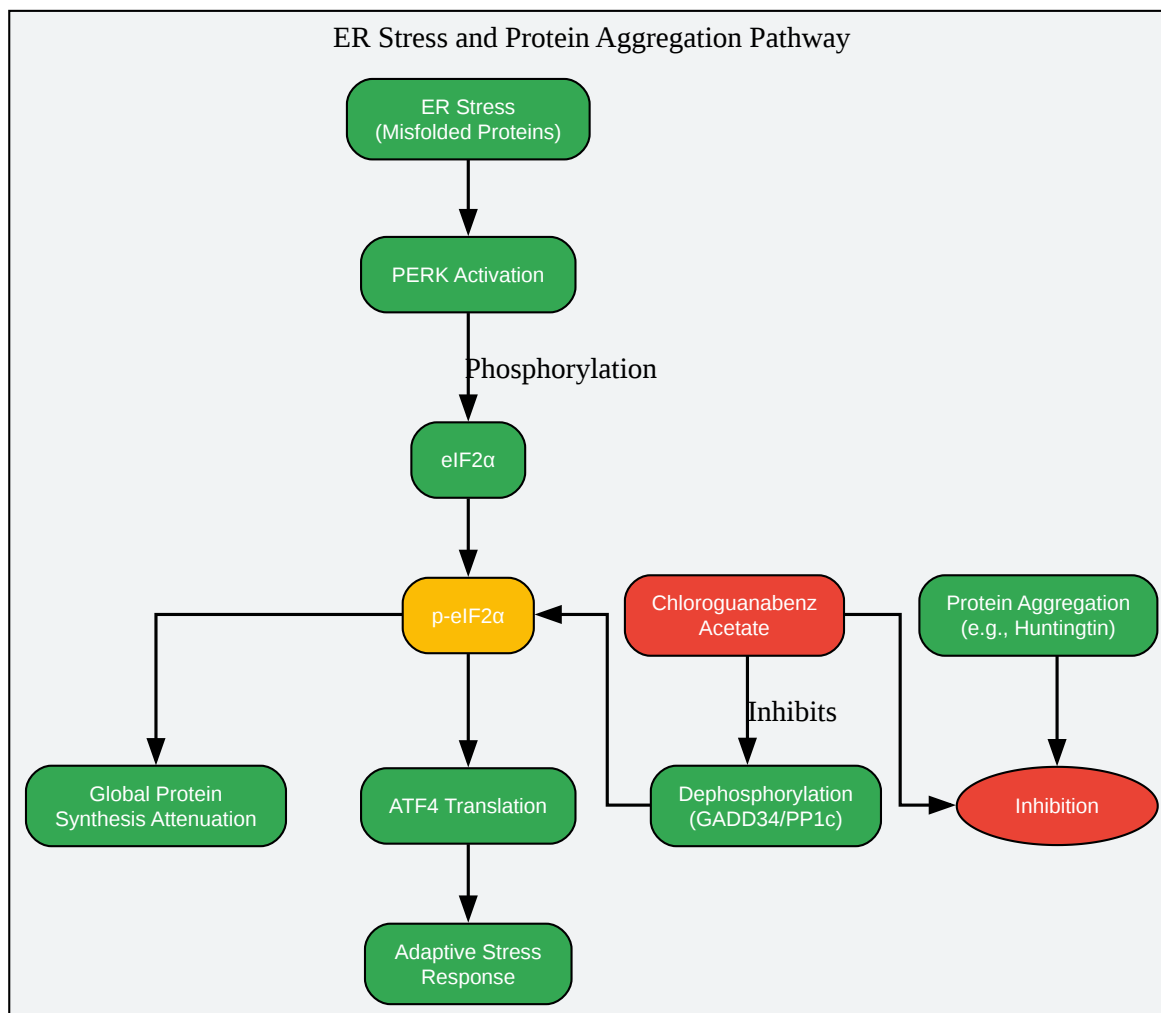 ER Stress and Protein Aggregation Pathway
ER Stress
(Misfolded Proteins)
PERK Activation
Phosphorylation
eIF2α
p-eIF2α
Chloroguanabenz
Acetate
Protein Aggregation
(e.g., Huntingtin)
Inhibits
Global Protein
Synthesis Attenuation
ATF4 Translation
Dephosphorylation
(GADD34/PP1c)
Inhibition
Adaptive Stress
Response